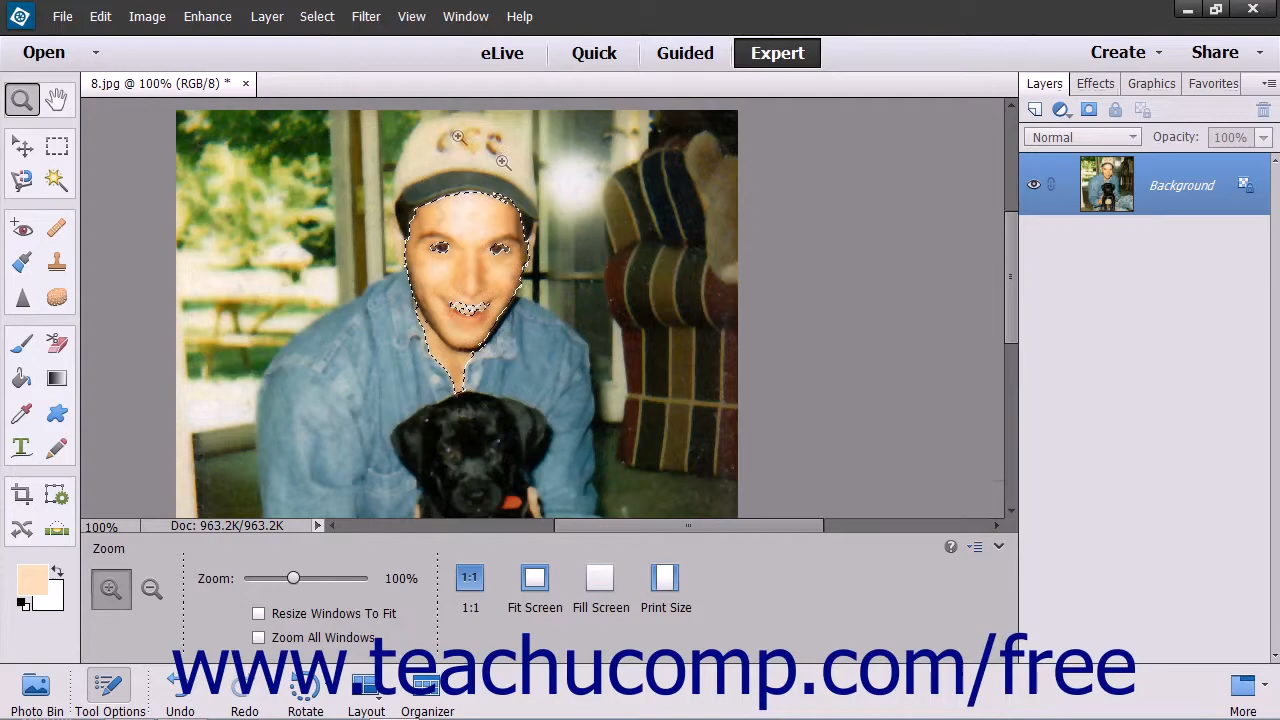 File Edit Image Enhance Layer Select Filter View Window Help
Open eLive Quick Guided Expert Create Share
8.jpg @ 100% (RGB/8) * Layers Effects Graphics Favorites
Normal Opacity: 100%
Background
100% Doc: 963.2K/963.2K
Zoom
Zoom: 100% 1:1
1:1 Fit Screen Fill Screen Print Size
Resize Windows To Fit
Zoom All Windows
www.teachucomp.com/free
Photo Bin Tool Options Undo Redo Rotate Layout Organizer More